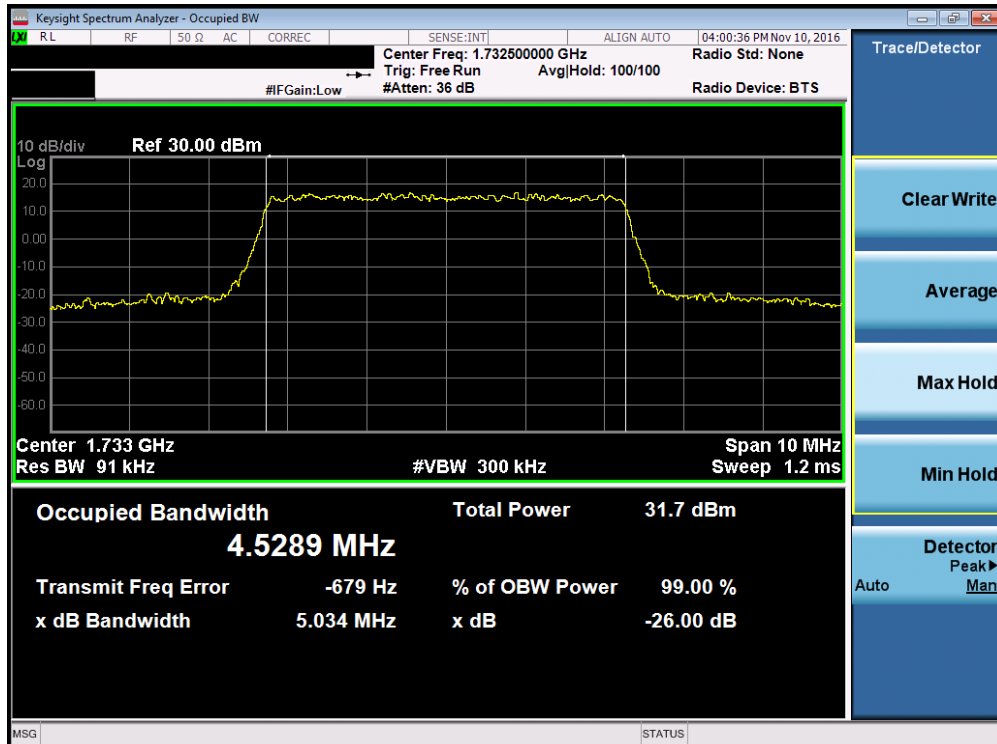 Keysight Spectrum Analyzer - Occupied BW
LXI RL RF 50 Ω AC CORREC SENSE:INT ALIGN AUTO 04:00:36 PM Nov 10, 2016
Center Freq: 1.732500000 GHz Radio Std: None
Trig: Free Run Avg|Hold: 100/100
#IFGain:Low #Atten: 36 dB Radio Device: BTS
10 dB/div Ref 30.00 dBm
Log
20.0
10.0
0.00
-10.0
-20.0
-30.0
-40.0
-50.0
-60.0
Center 1.733 GHz Span 10 MHz
Res BW 91 kHz #VBW 300 kHz Sweep 1.2 ms
Occupied Bandwidth Total Power 31.7 dBm
4.5289 MHz
Transmit Freq Error -679 Hz % of OBW Power 99.00 %
x dB Bandwidth 5.034 MHz x dB -26.00 dB
MSG STATUS
Trace/Detector
Clear Write
Average
Max Hold
Min Hold
Detector
Peak▶
Auto Man